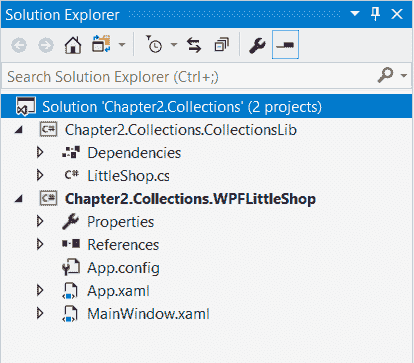 Solution Explorer
Search Solution Explorer (Ctrl+;)
Solution 'Chapter2.Collections' (2 projects)
C# Chapter2.Collections.CollectionsLib
Dependencies
C# LittleShop.cs
C# Chapter2.Collections.WPFLittleShop
Properties
References
App.config
App.xaml
MainWindow.xaml